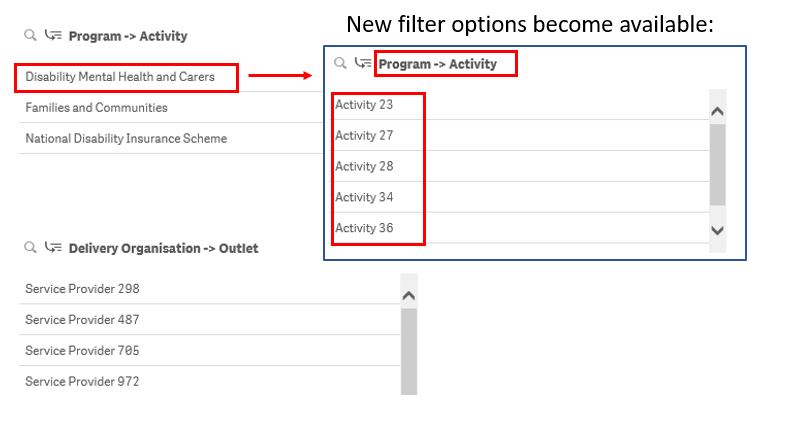 New filter options become available:
Program -> Activity
Disability Mental Health and Carers
Families and Communities
National Disability Insurance Scheme
Program -> Activity
Activity 23
Activity 27
Activity 28
Activity 34
Activity 36
Delivery Organisation -> Outlet
Service Provider 298
Service Provider 487
Service Provider 705
Service Provider 972